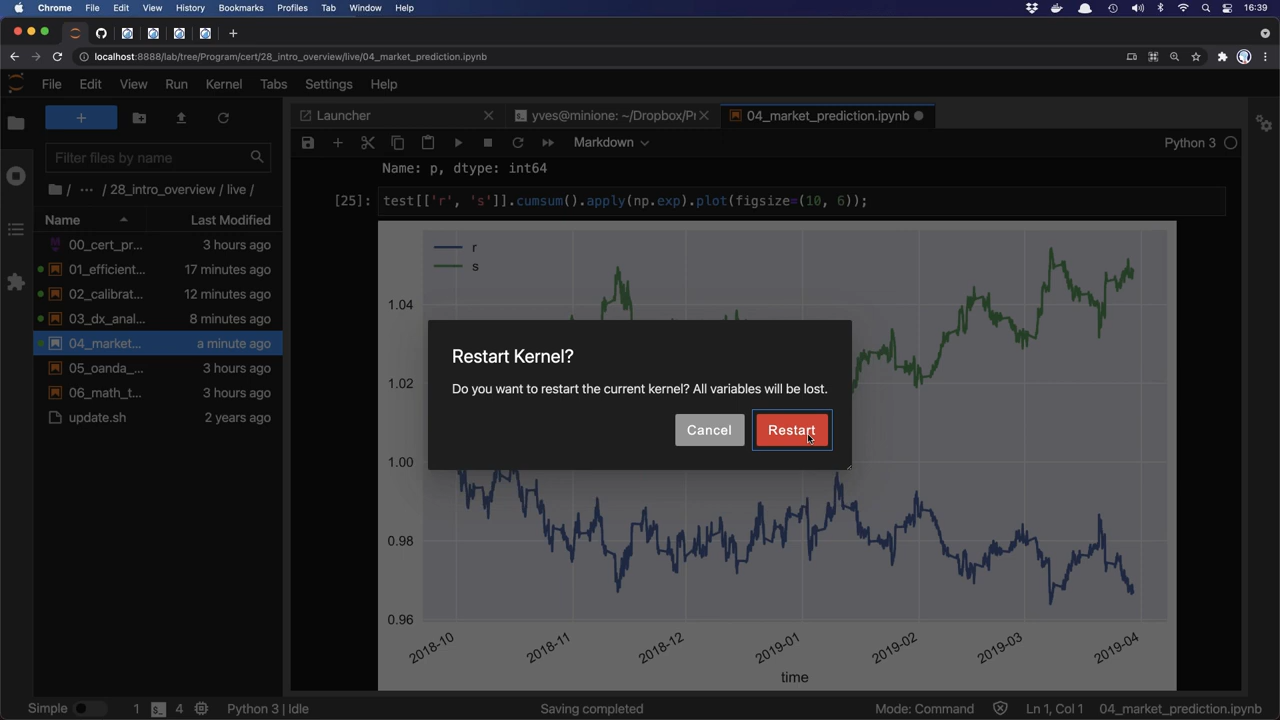 Chrome File Edit View History Bookmarks Profiles Tab Window Help 16:39
localhost:8888/lab/tree/Program/cert/28_intro_overview/live/04_market_prediction.ipynb
File Edit View Run Kernel Tabs Settings Help
Launcher
yves@minione: ~/Dropbox/Pr
04_market_prediction.ipynb
Markdown
Python 3
Filter files by name
/ ··· / 28_intro_overview / live /
Name Last Modified
00_cert_pr... 3 hours ago
01_efficient... 17 minutes ago
02_calibrat... 12 minutes ago
03_dx_anal... 8 minutes ago
04_market... a minute ago
05_oanda_... 3 hours ago
06_math_t... 3 hours ago
update.sh 2 years ago
Name: p, dtype: int64
[25]: test[['r', 's']].cumsum().apply(np.exp).plot(figsize=(10, 6));
r
s
1.04
1.02
1.00
0.98
0.96
2018-10 2018-11 2018-12 2019-01 2019-02 2019-03 2019-04
time
Restart Kernel?
Do you want to restart the current kernel? All variables will be lost.
Cancel Restart
Simple 1 4 Python 3 | Idle Saving completed Mode: Command Ln 1, Col 1 04_market_prediction.ipynb